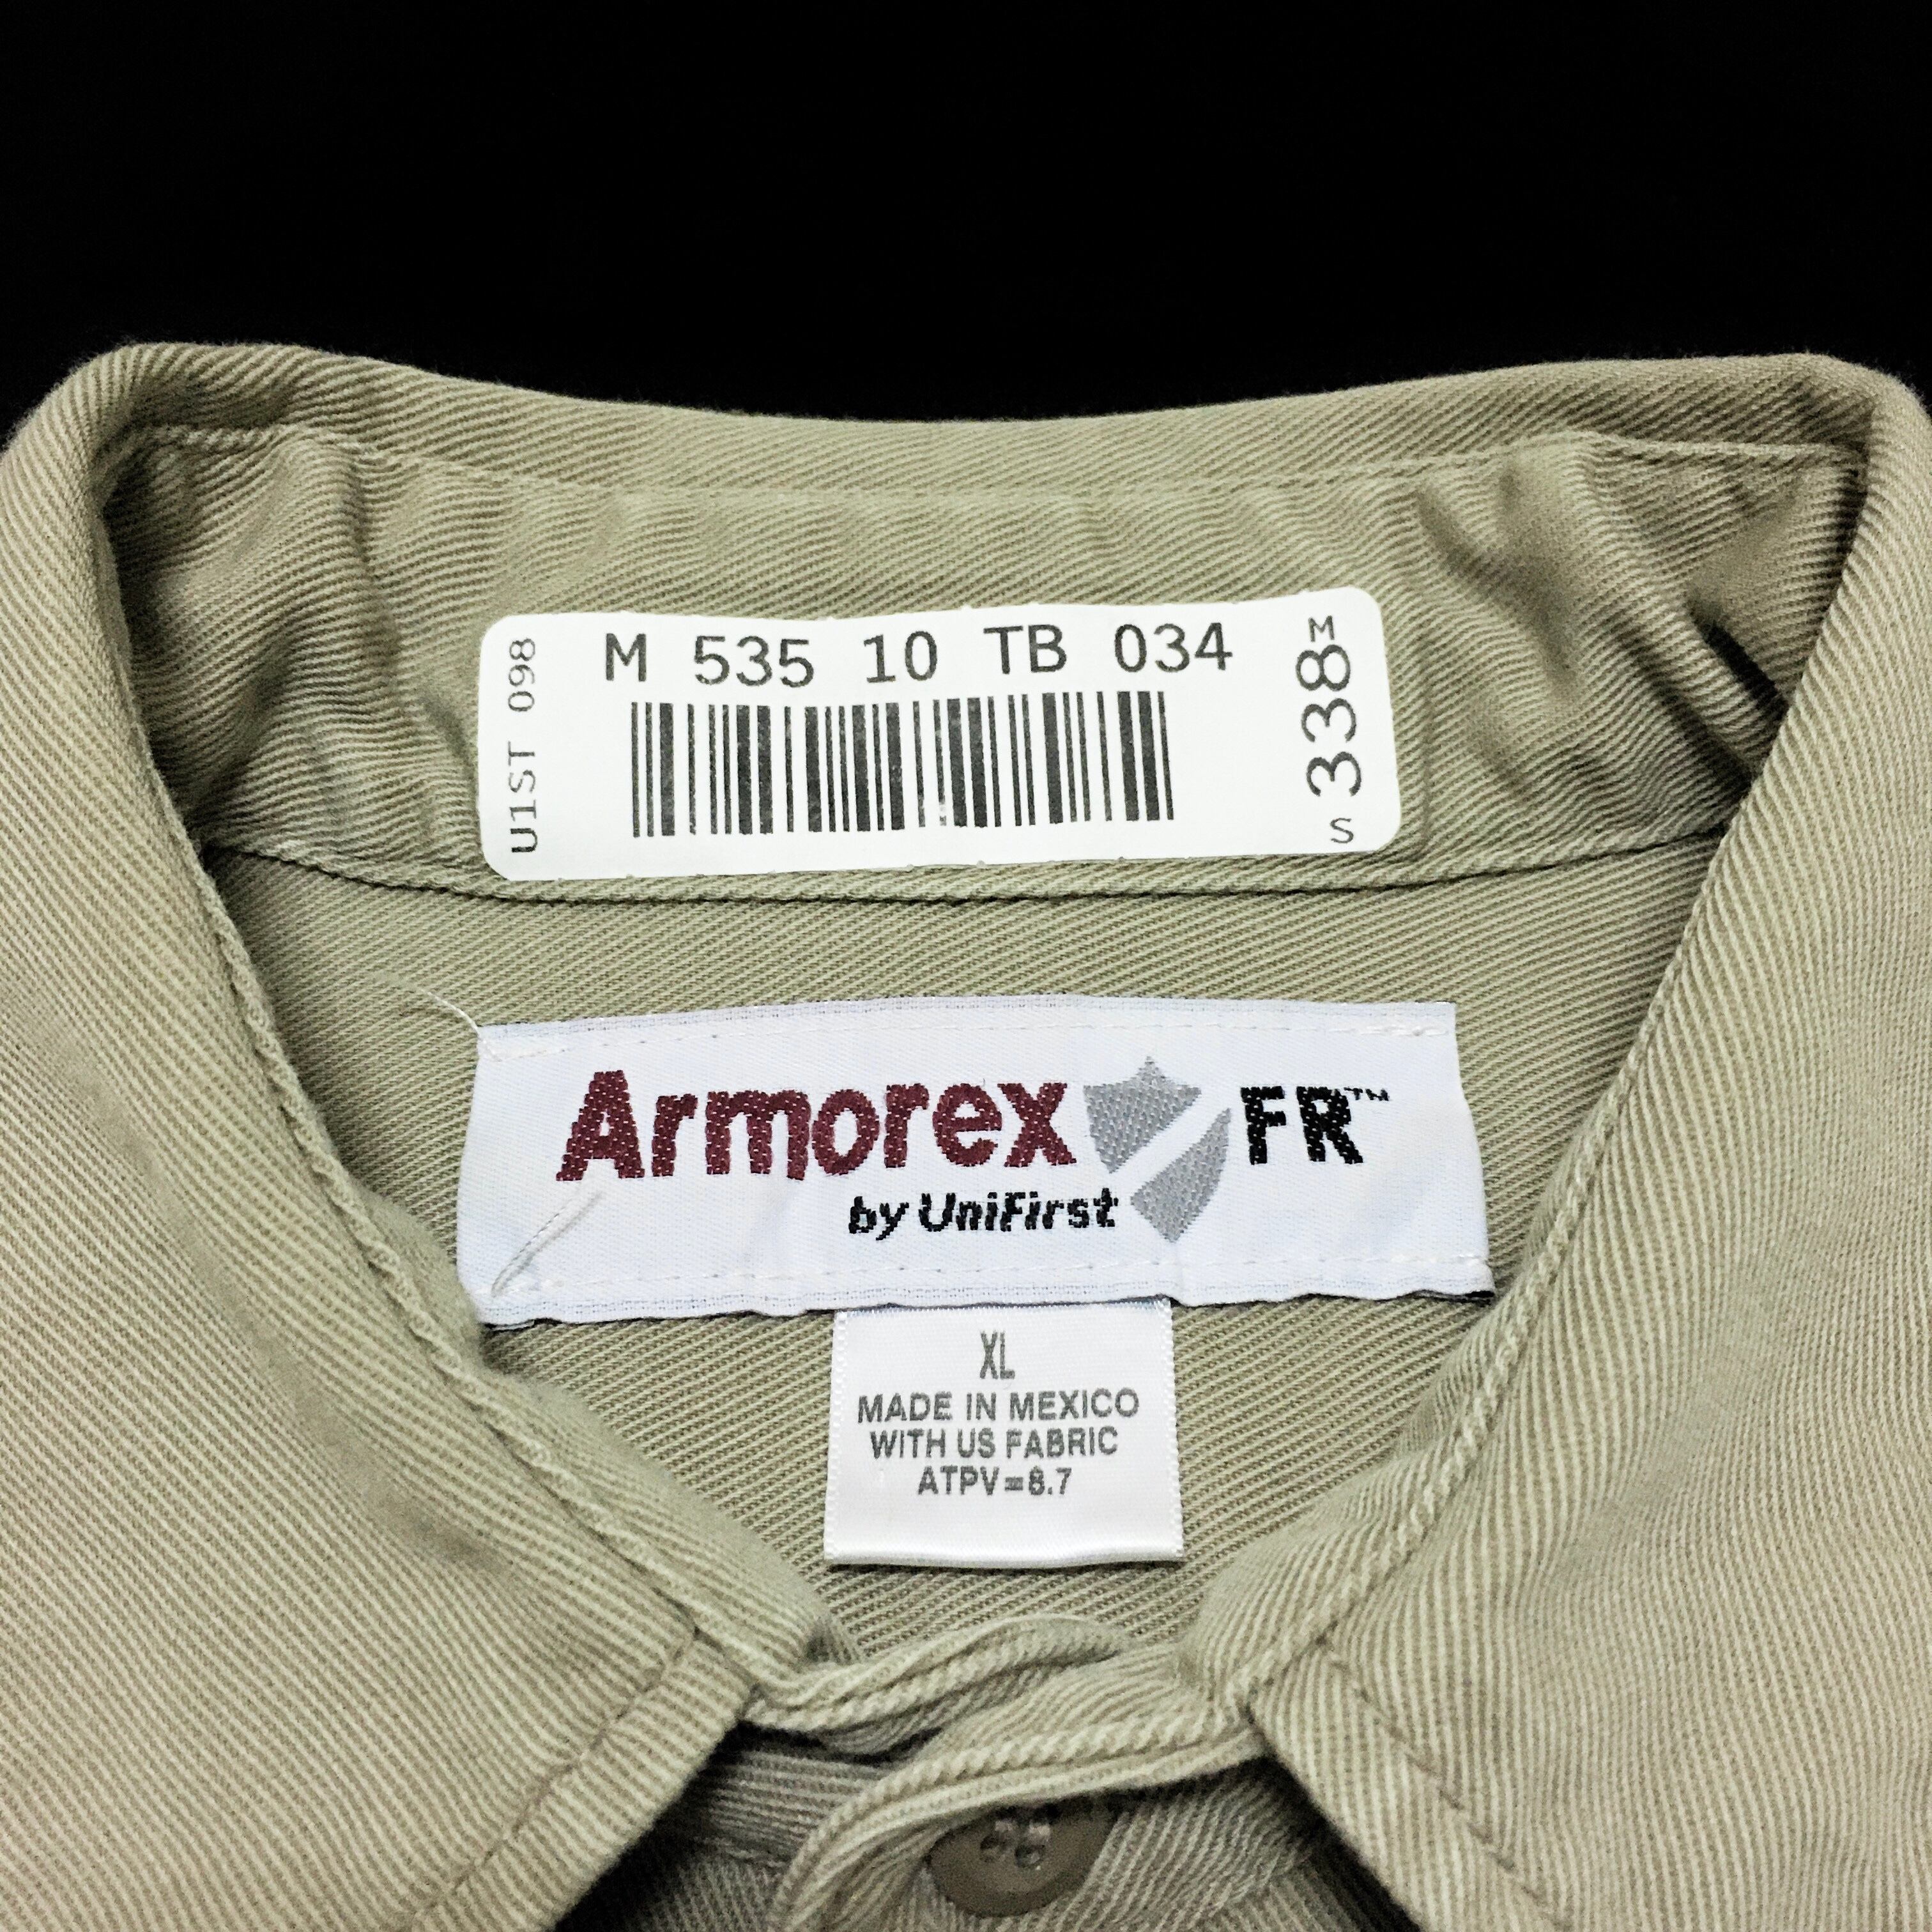 M 535 10 TB 034
U1ST 098
M
338
S
Armorex FR™
by UniFirst
XL
MADE IN MEXICO
WITH US FABRIC
ATPV=8.7